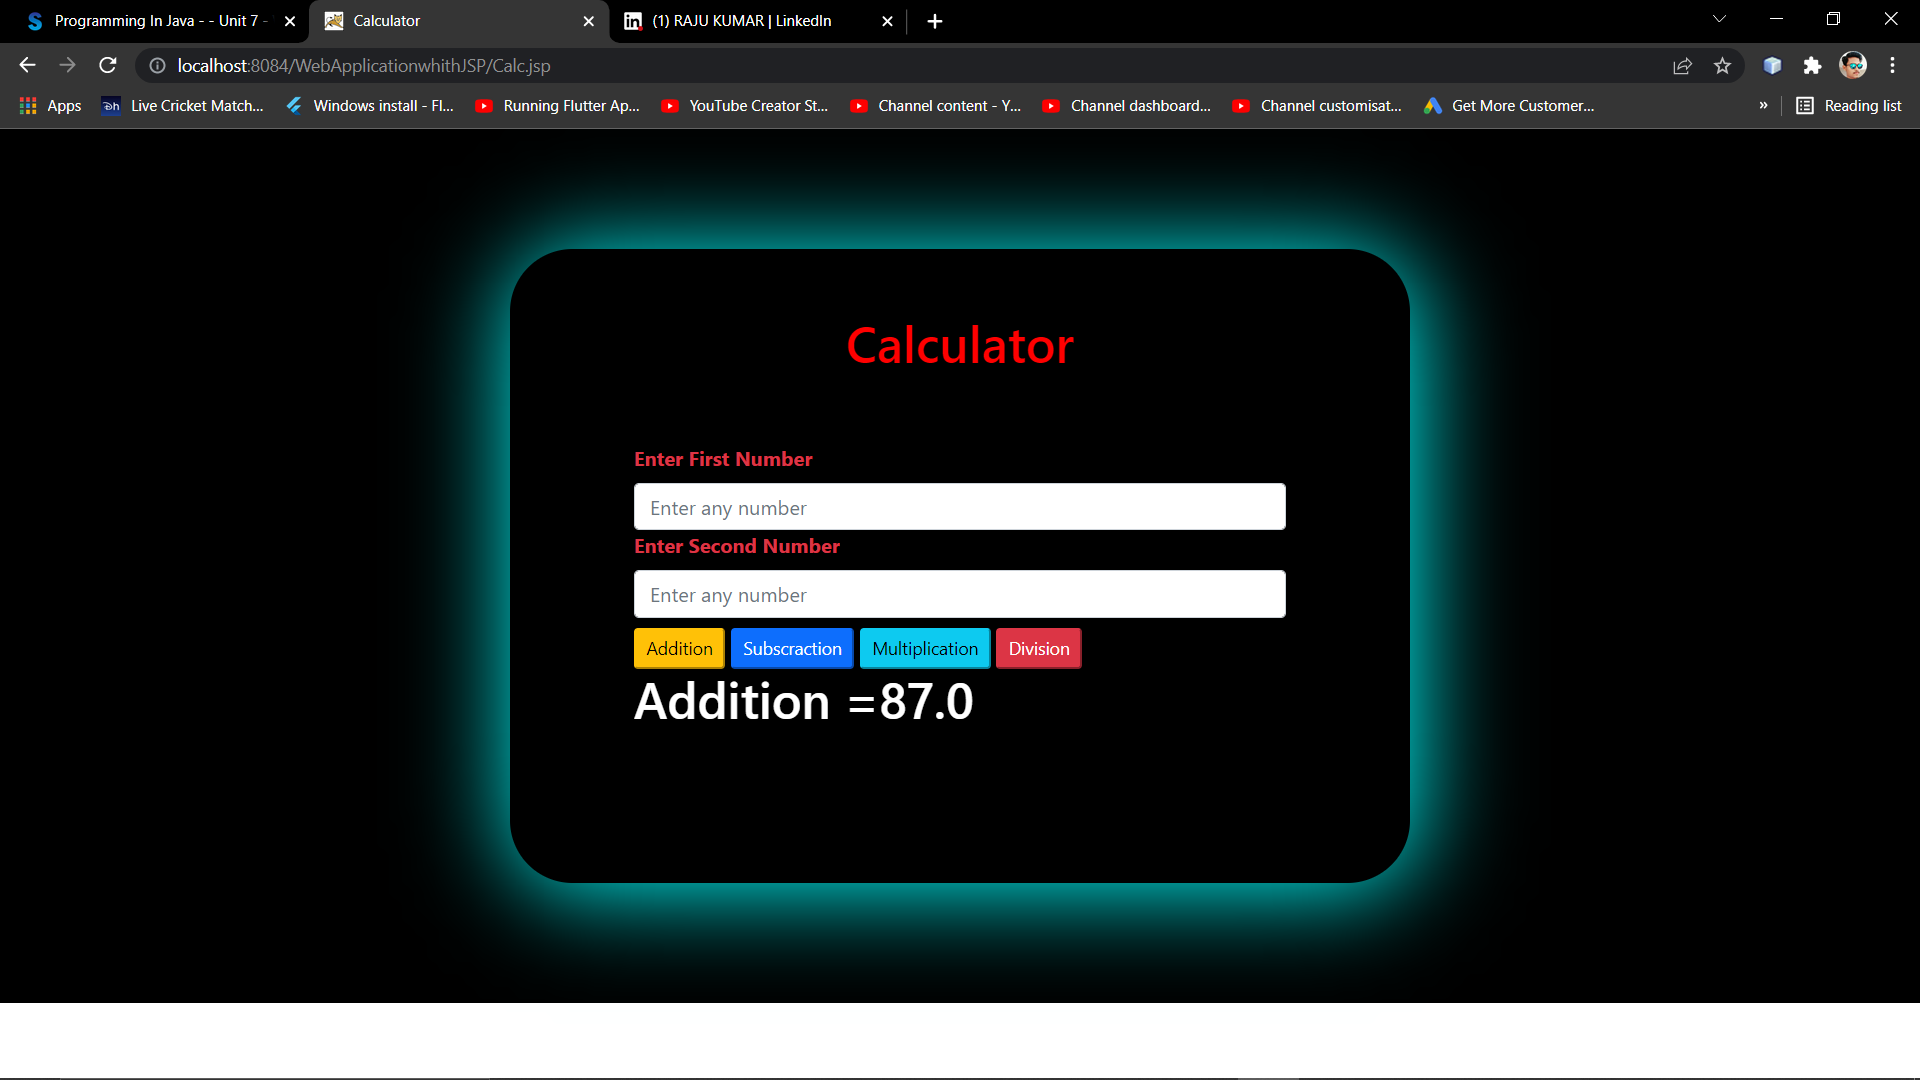 Programming In Java - - Unit 7 -
Calculator
(1) RAJU KUMAR | LinkedIn
localhost:8084/WebApplicationwhithJSP/Calc.jsp
Apps
Live Cricket Match...
Windows install - Fl...
Running Flutter Ap...
YouTube Creator St...
Channel content - Y...
Channel dashboard...
Channel customisat...
Get More Customer...
»
Reading list
Calculator
Enter First Number
Enter any number
Enter Second Number
Enter any number
Addition Subscraction Multiplication Division
Addition =87.0